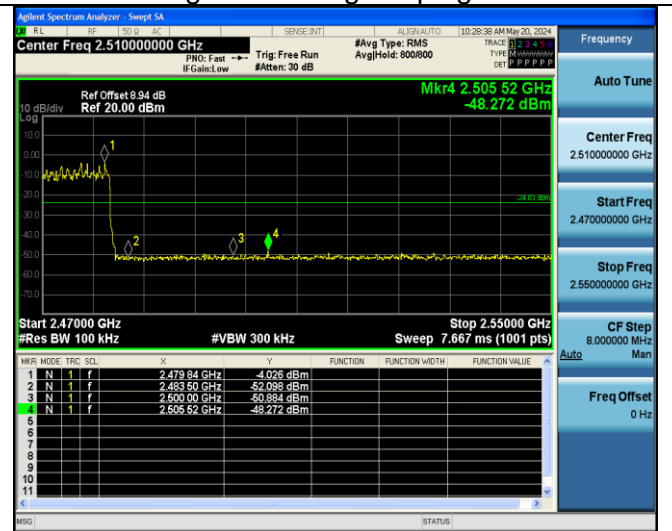 Agilent Spectrum Analyzer - Swept SA
RL RF 50 Ω AC SENSE:INT ALIGN AUTO 10:28:38 AM May 20, 2024
Center Freq 2.510000000 GHz
#Avg Type: RMS
TRACE 1 2 3 4 5 6
PNO: Fast
Trig: Free Run
Avg|Hold: 800/800
TYPE M
IFGain:Low
#Atten: 30 dB
DET P P P P P P
Mkr4 2.505 52 GHz
-48.272 dBm
Ref Offset 8.94 dB
10 dB/div
Ref 20.00 dBm
Log
10.0
0.00
-10.0
-20.0
-30.0
-40.0
-50.0
-60.0
-70.0
1
2
3
4
-24.03 dBm
Start 2.47000 GHz
Stop 2.55000 GHz
#Res BW 100 kHz
#VBW 300 kHz
Sweep 7.667 ms (1001 pts)
MKR MODE TRC SCL X Y FUNCTION FUNCTION WIDTH FUNCTION VALUE
1 N 1 f 2.479 84 GHz -4.026 dBm
2 N 1 f 2.483 50 GHz -52.098 dBm
3 N 1 f 2.500 00 GHz -50.884 dBm
4 N 1 f 2.505 52 GHz -48.272 dBm
5
6
7
8
9
10
11
MSG
STATUS
Frequency
Auto Tune
Center Freq
2.510000000 GHz
Start Freq
2.470000000 GHz
Stop Freq
2.550000000 GHz
CF Step
8.000000 MHz
Auto Man
Freq Offset
0 Hz